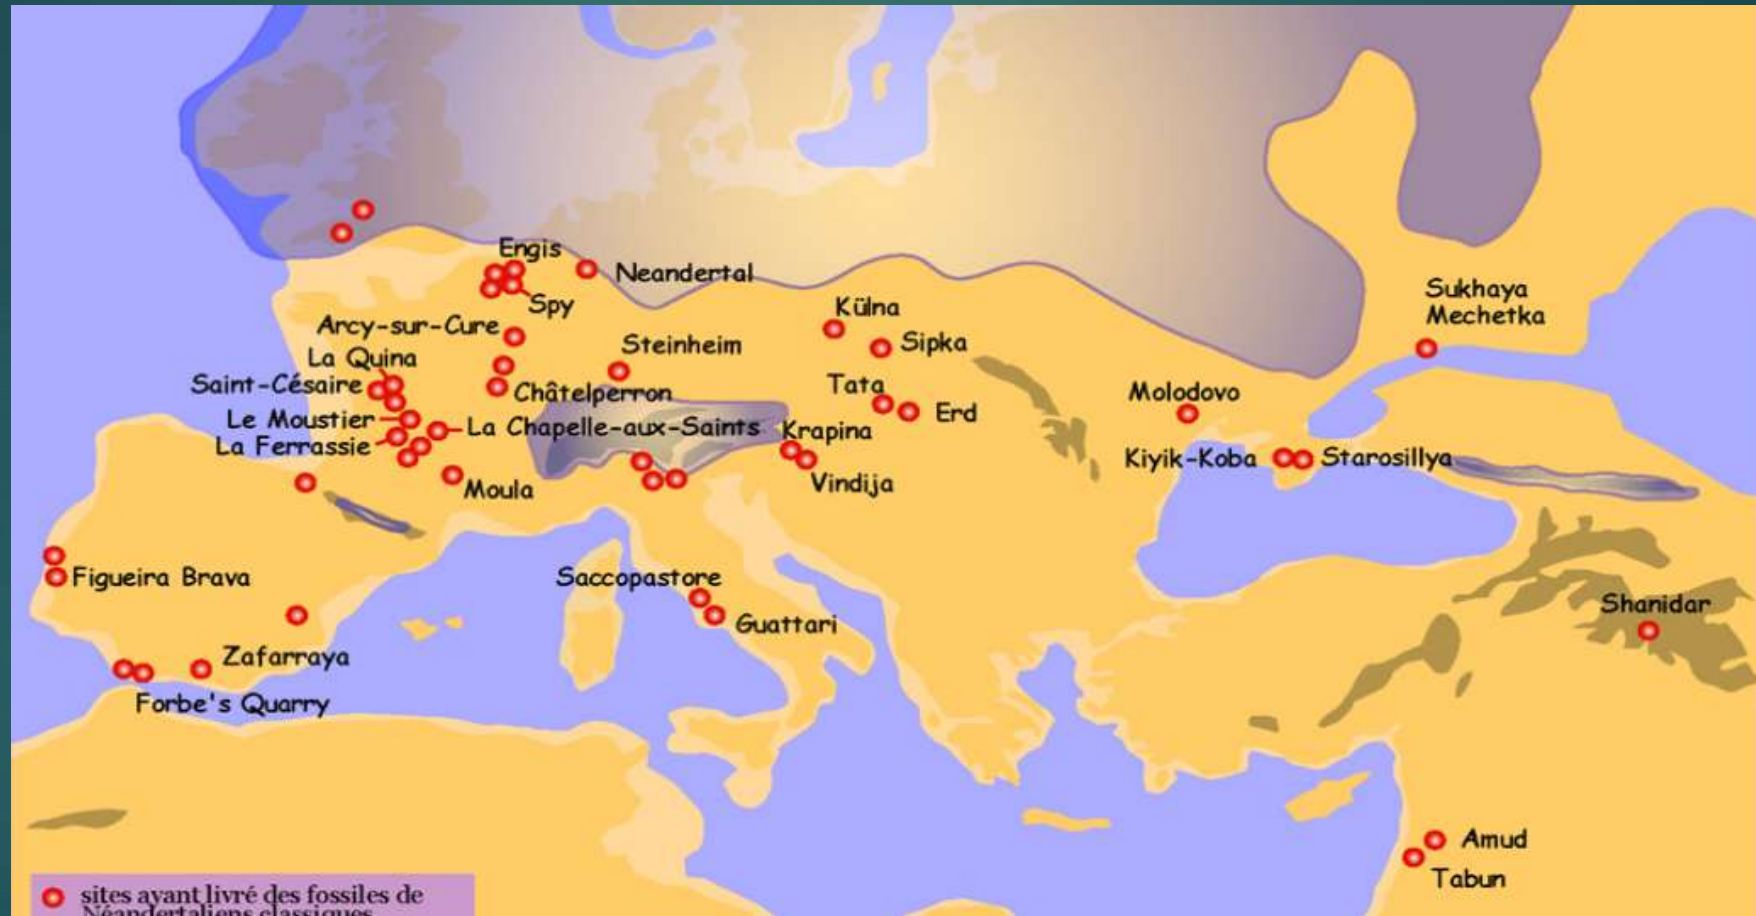 Engis
Neandertal
Spy
Sukhaya
Mechetka
Külna
Arcy-sur-Cure
Sipka
Steinheim
La Quina
Saint-Césaire
Châtelperron
Tata
Erd
Molodovo
Le Moustier
La Chapelle-aux-Saints
Krapina
La Ferrassie
Kiyik-Koba
Starosillya
Moula
Vindija
Figueira Brava
Saccopastore
Shanidar
Guattari
Zafarraya
Forbe's Quarry
Amud
Tabun
sites ayant livré des fossiles de
Néandertaliens classiques